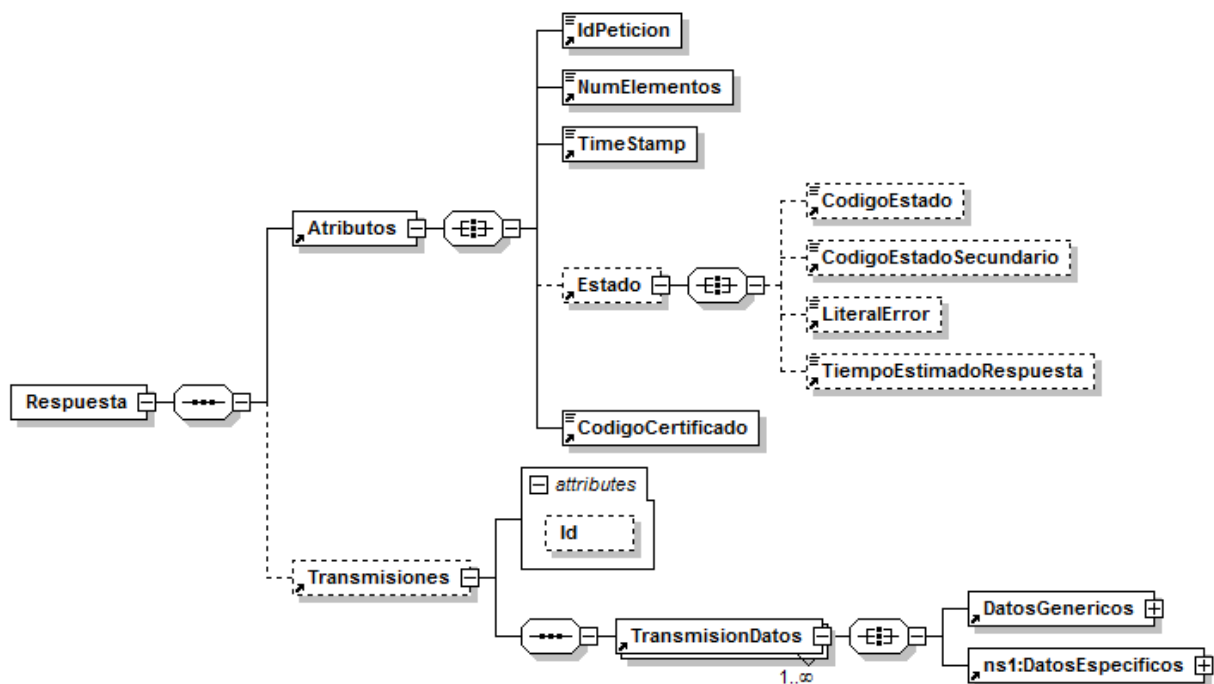 IdPeticion
NumElementos
TimeStamp
CodigoEstado
Atributos
CodigoEstadoSecundario
Estado
LiteralError
TiempoEstimadoRespuesta
Respuesta
CodigoCertificado
attributes
Id
Transmisiones
DatosGenericos
TransmisionDatos
1..∞
ns1:DatosEspecificos